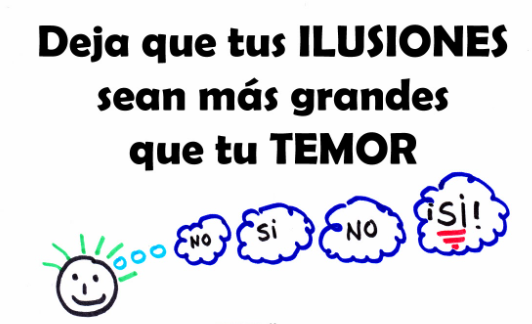 Deja que tus ILUSIONES
sean más grandes
que tu TEMOR
NO Si NO ¡Si!